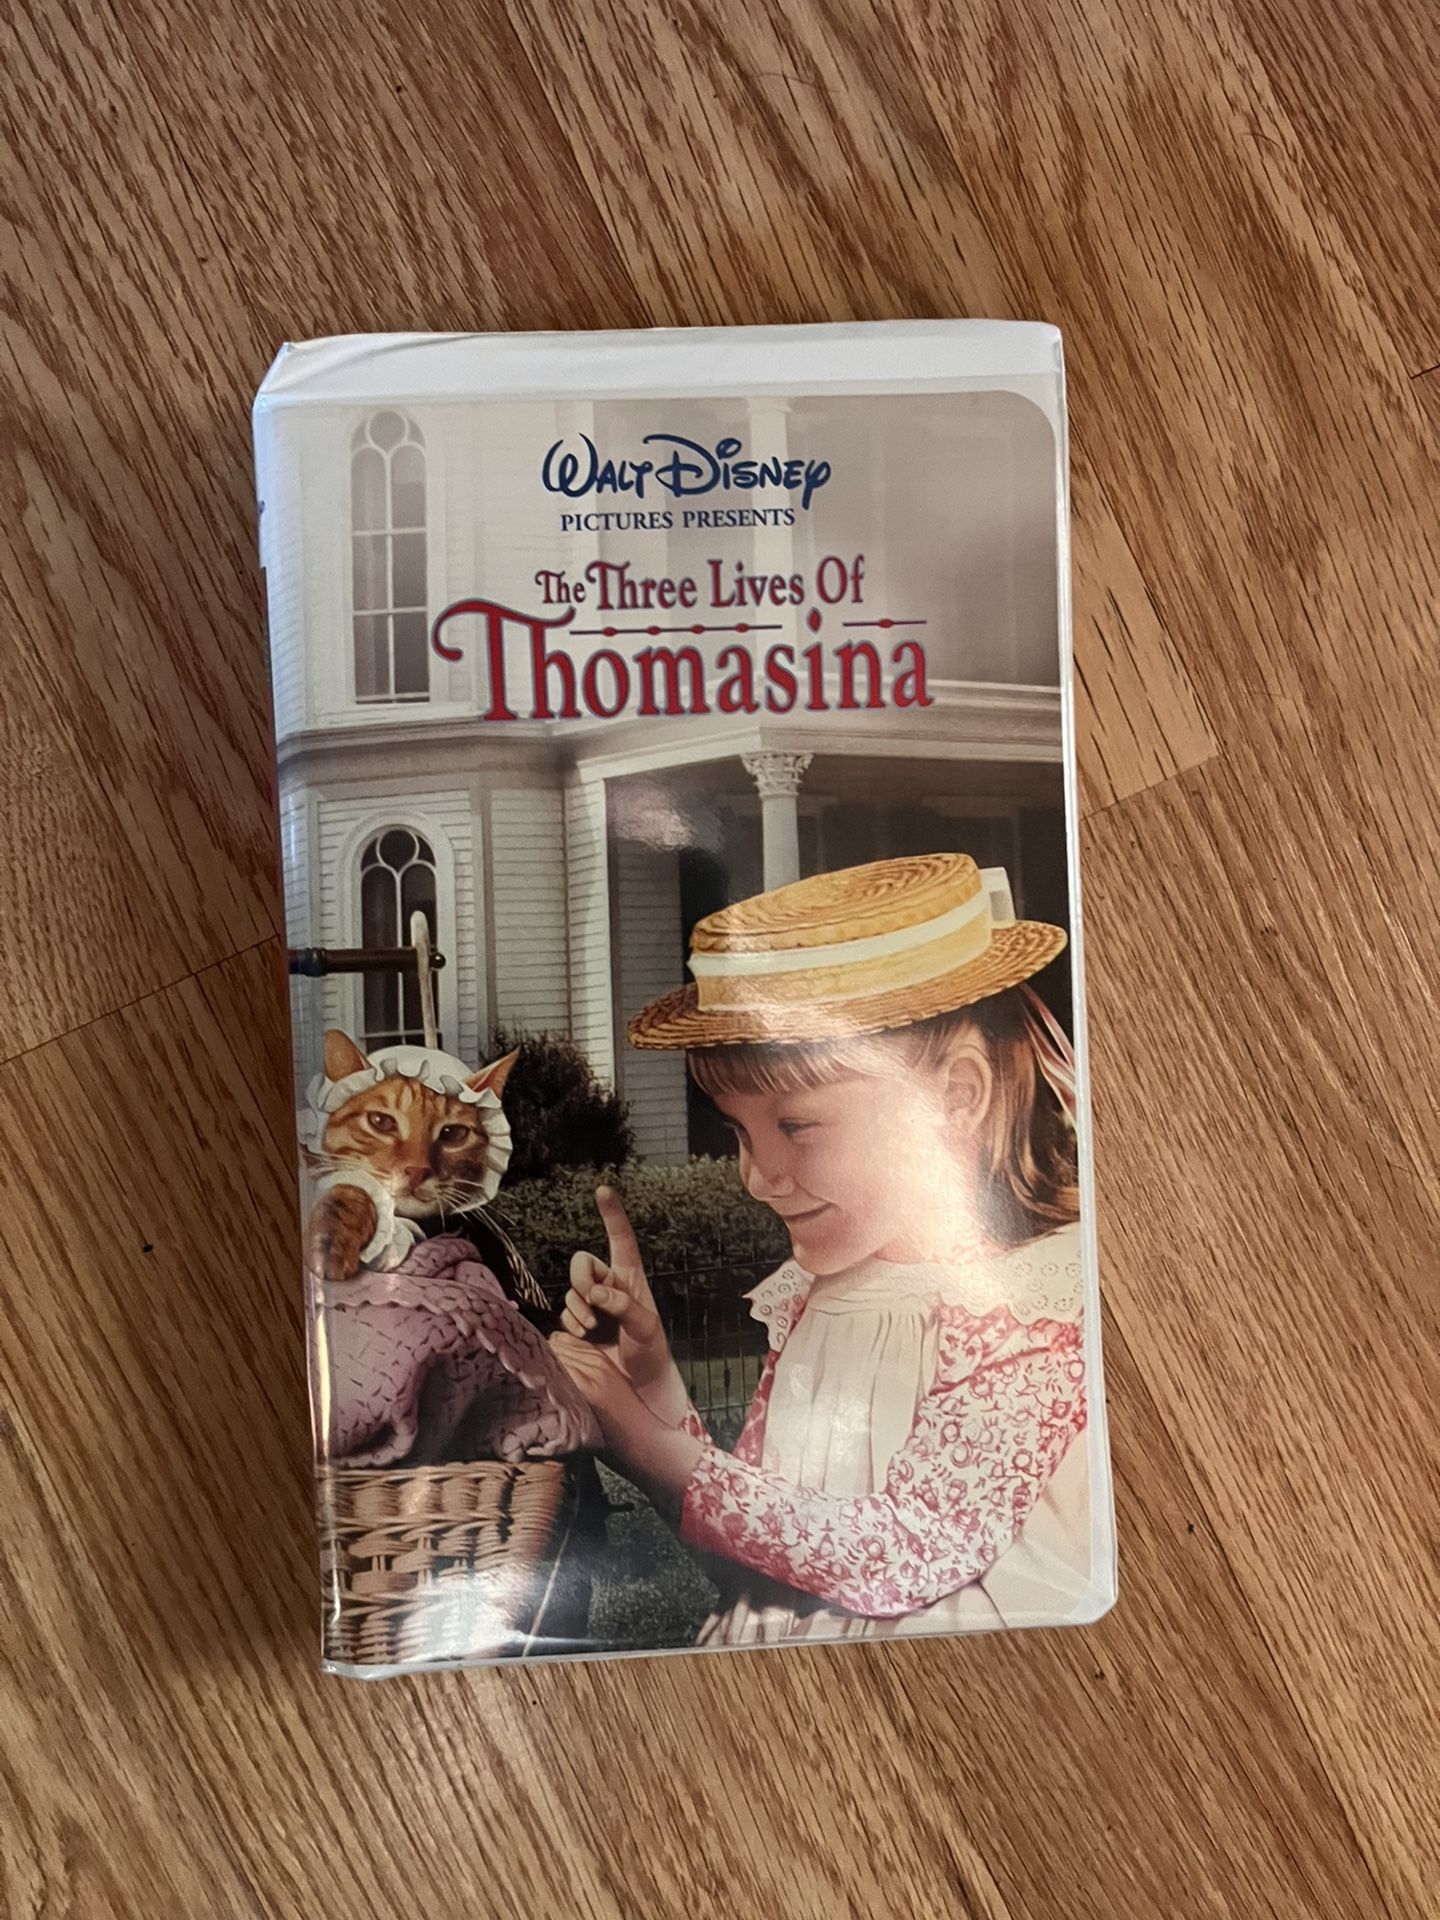 Walt Disney
PICTURES PRESENTS
The Three Lives Of
Thomasina